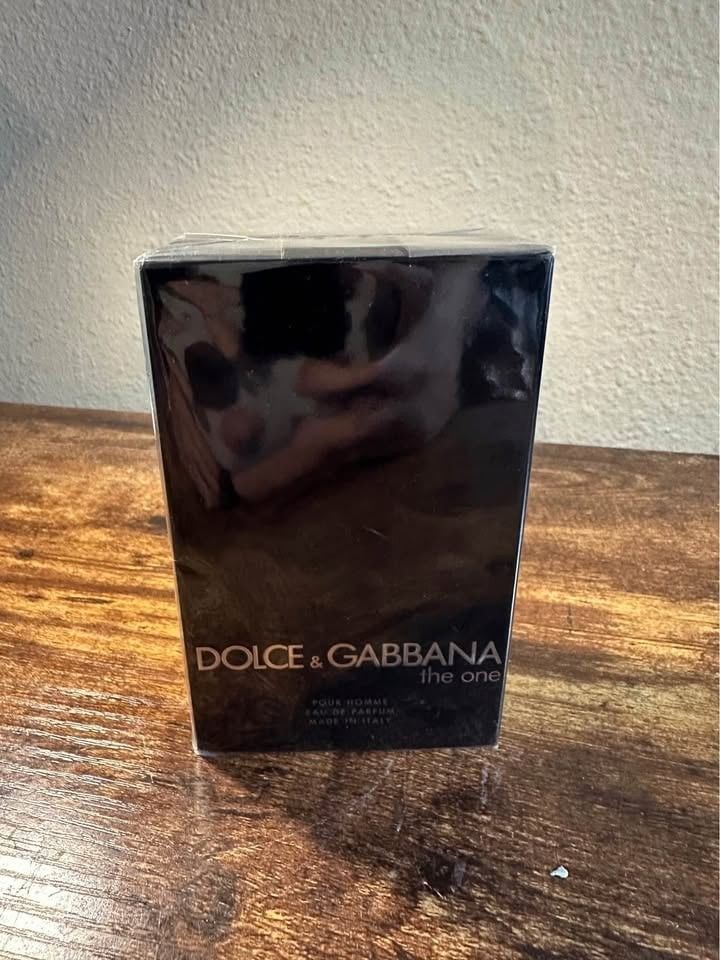 DOLCE & GABBANA
the one
POUR HOMME
EAU DE PARFUM
MADE IN ITALY